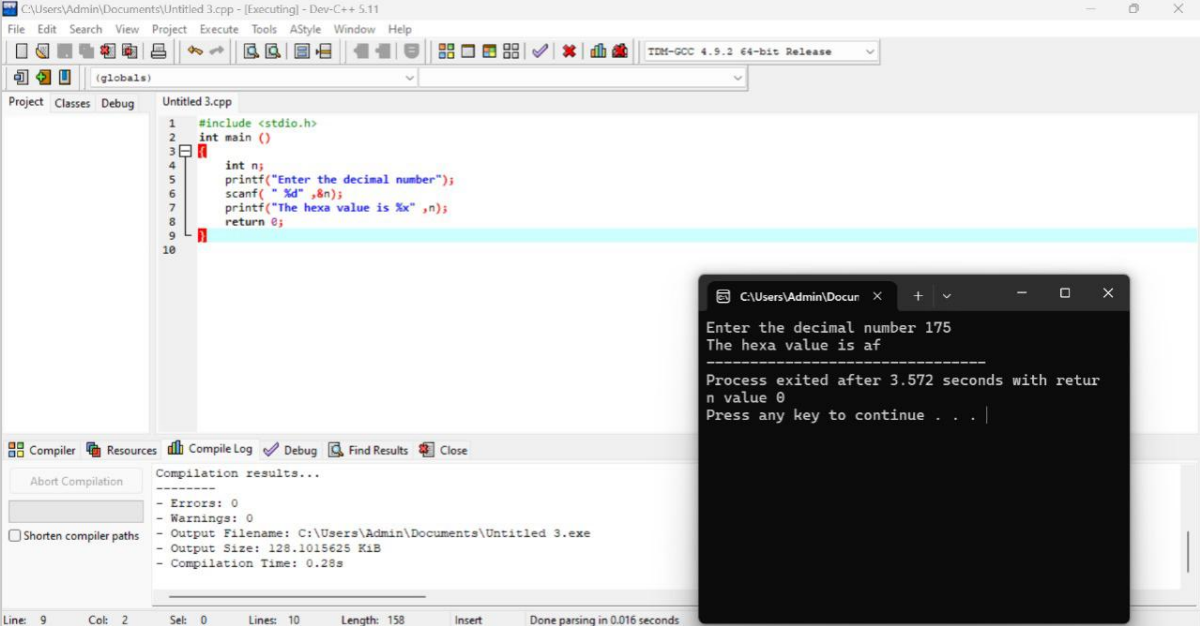 C:\Users\Admin\Documents\Untitled 3.cpp - [Executing] - Dev-C++ 5.11
File Edit Search View Project Execute Tools AStyle Window Help
TDM-GCC 4.9.2 64-bit Release
(globals)
Project Classes Debug
Untitled 3.cpp
1 #include <stdio.h>
2 int main ()
3 {
4 int n;
5 printf("Enter the decimal number");
6 scanf( " %d" ,&n);
7 printf("The hexa value is %x" ,n);
8 return 0;
9 }
10
C:\Users\Admin\Docum
Enter the decimal number 175
The hexa value is af
--------------------------------
Process exited after 3.572 seconds with retur
n value 0
Press any key to continue . . .
Compiler Resources Compile Log Debug Find Results Close
Abort Compilation
Shorten compiler paths
Compilation results...
--------
- Errors: 0
- Warnings: 0
- Output Filename: C:\Users\Admin\Documents\Untitled 3.exe
- Output Size: 128.1015625 KiB
- Compilation Time: 0.28s
Line: 9 Col: 2 Sel: 0 Lines: 10 Length: 158 Insert Done parsing in 0.016 seconds